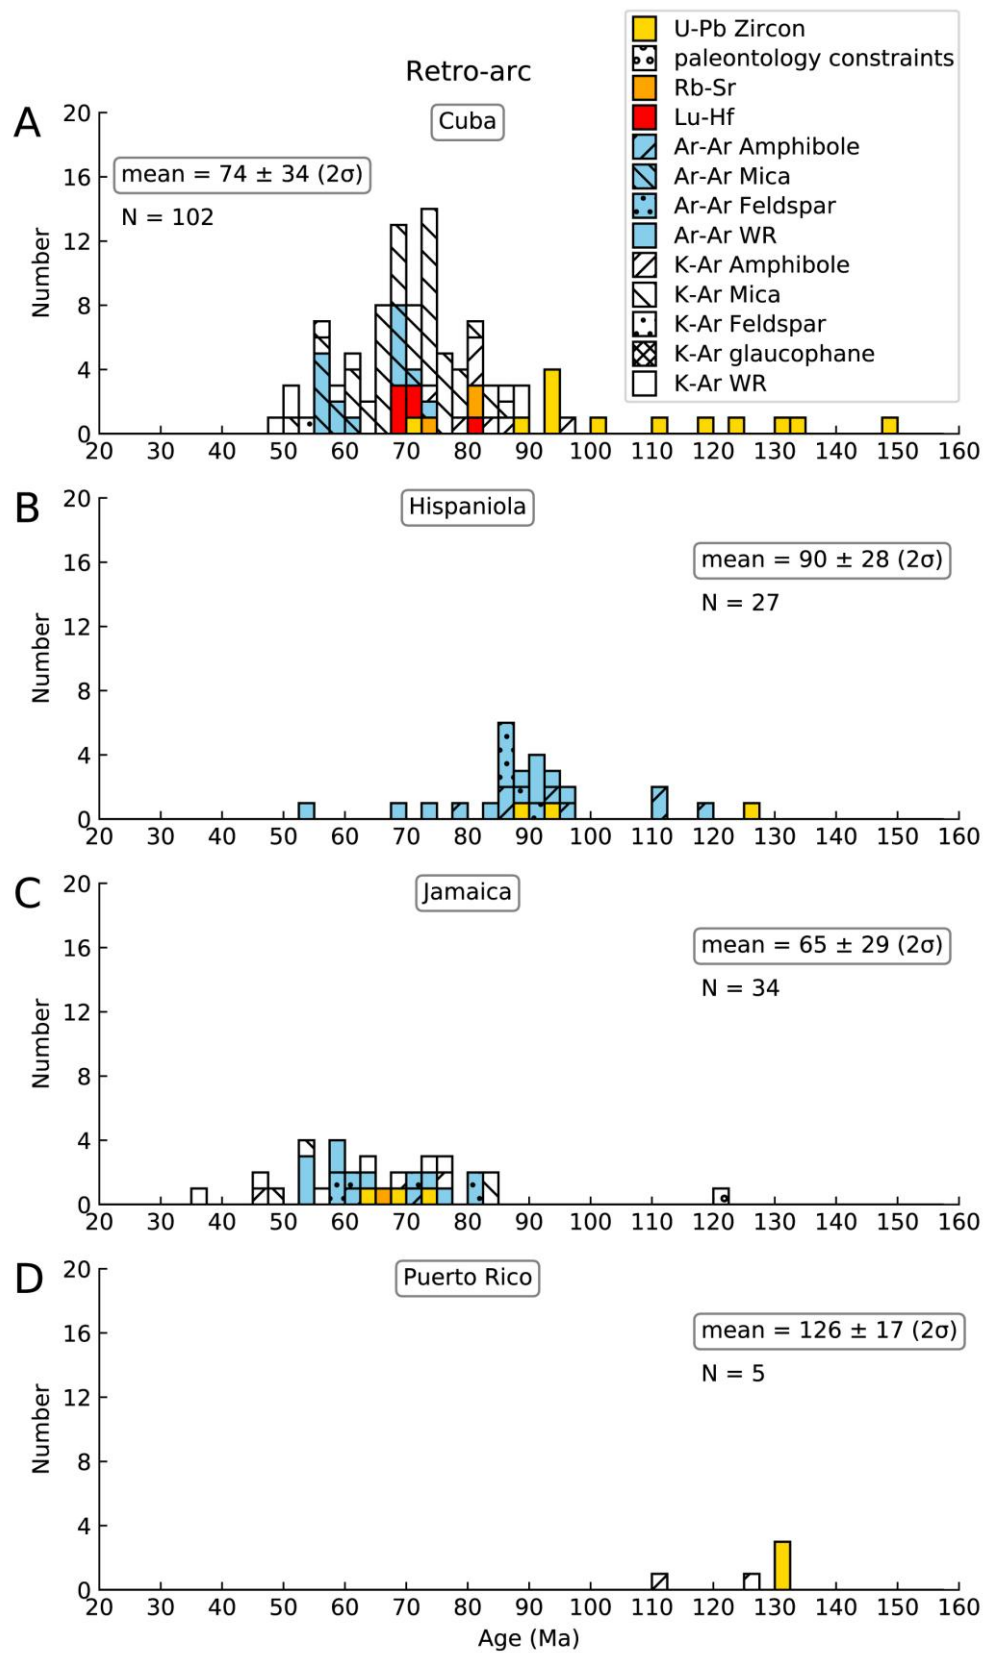 Retro-arc
U-Pb Zircon
paleontology constraints
Rb-Sr
Lu-Hf
Ar-Ar Amphibole
Ar-Ar Mica
Ar-Ar Feldspar
Ar-Ar WR
K-Ar Amphibole
K-Ar Mica
K-Ar Feldspar
K-Ar glaucophane
K-Ar WR
A
Cuba
mean = 74 ± 34 (2σ)
N = 102
Number
20
16
12
8
4
0
20 30 40 50 60 70 80 90 100 110 120 130 140 150 160
B
Hispaniola
mean = 90 ± 28 (2σ)
N = 27
Number
20
16
12
8
4
0
20 30 40 50 60 70 80 90 100 110 120 130 140 150 160
C
Jamaica
mean = 65 ± 29 (2σ)
N = 34
Number
20
16
12
8
4
0
20 30 40 50 60 70 80 90 100 110 120 130 140 150 160
D
Puerto Rico
mean = 126 ± 17 (2σ)
N = 5
Number
20
16
12
8
4
0
20 30 40 50 60 70 80 90 100 110 120 130 140 150 160
Age (Ma)